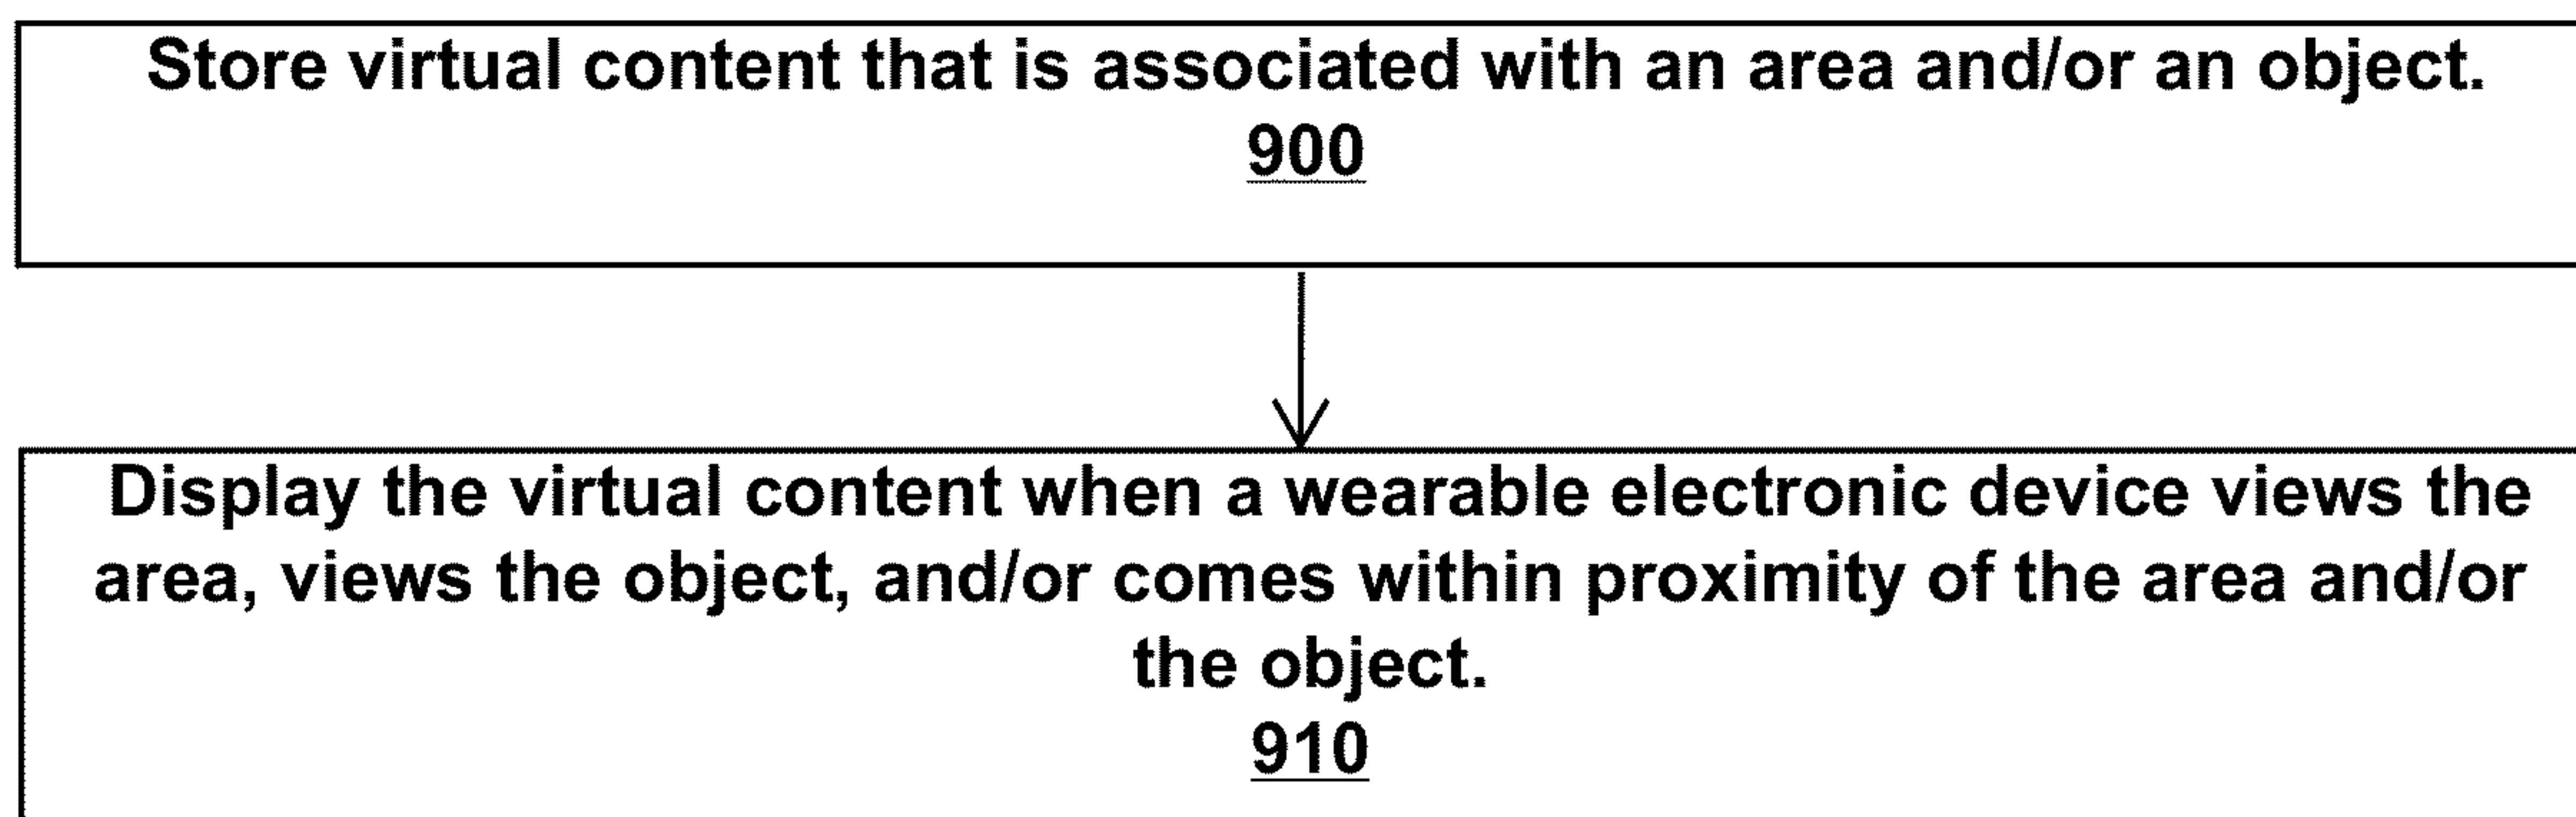 Store virtual content that is associated with an area and/or an object.
900
Display the virtual content when a wearable electronic device views the
area, views the object, and/or comes within proximity of the area and/or
the object.
910